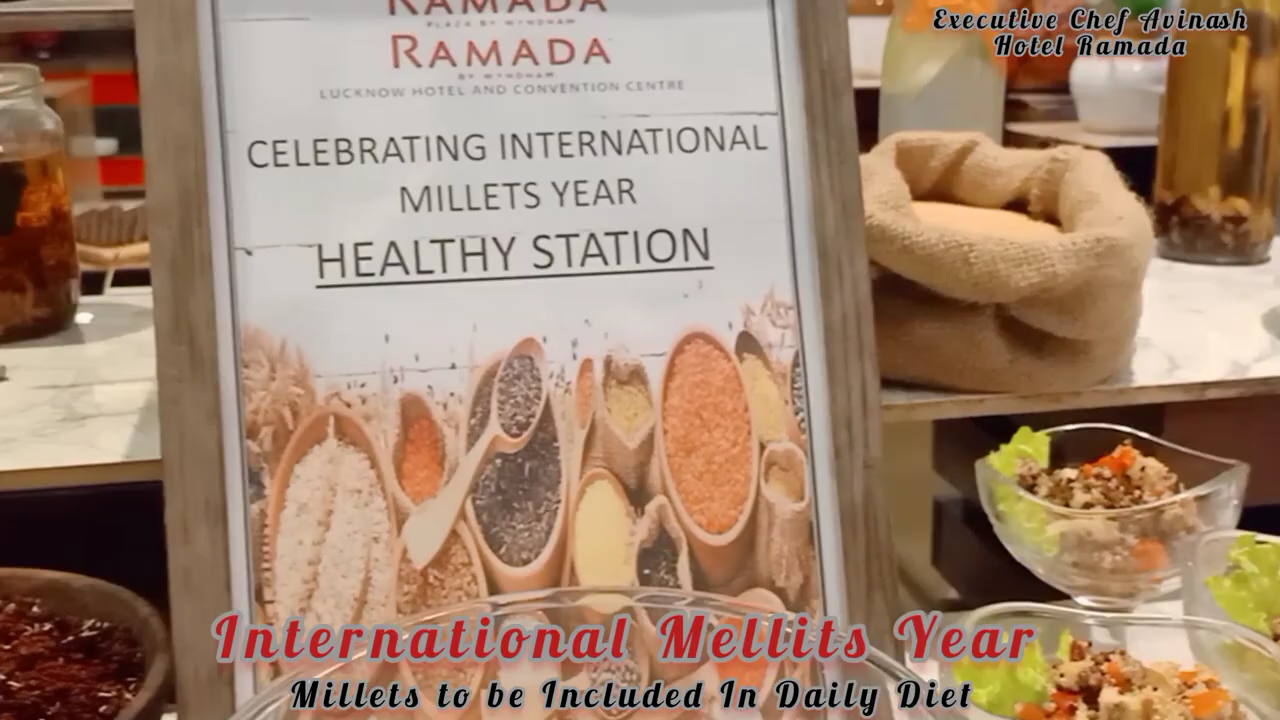 Executive Chef Avinash
Hotel Ramada
RAMADA
PLAZA BY WYNDHAM
RAMADA
BY WYNDHAM
LUCKNOW HOTEL AND CONVENTION CENTRE
CELEBRATING INTERNATIONAL
MILLETS YEAR
HEALTHY STATION
International Mellits Year
Millets to be Included In Daily Diet